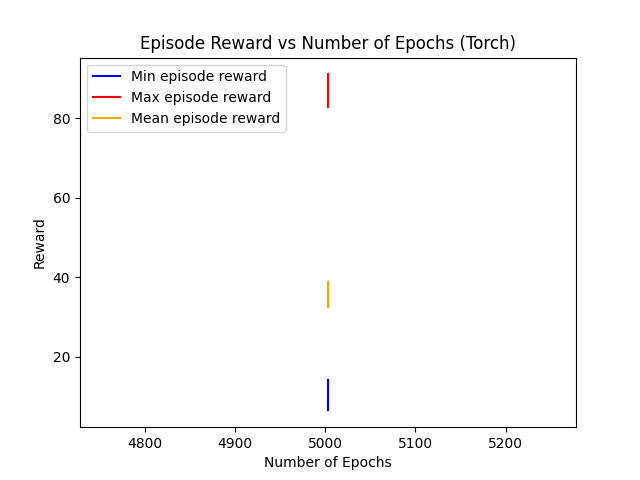 Episode Reward vs Number of Epochs (Torch)
Min episode reward
Max episode reward
Mean episode reward
80
60
40
20
Reward
4800 4900 5000 5100 5200
Number of Epochs